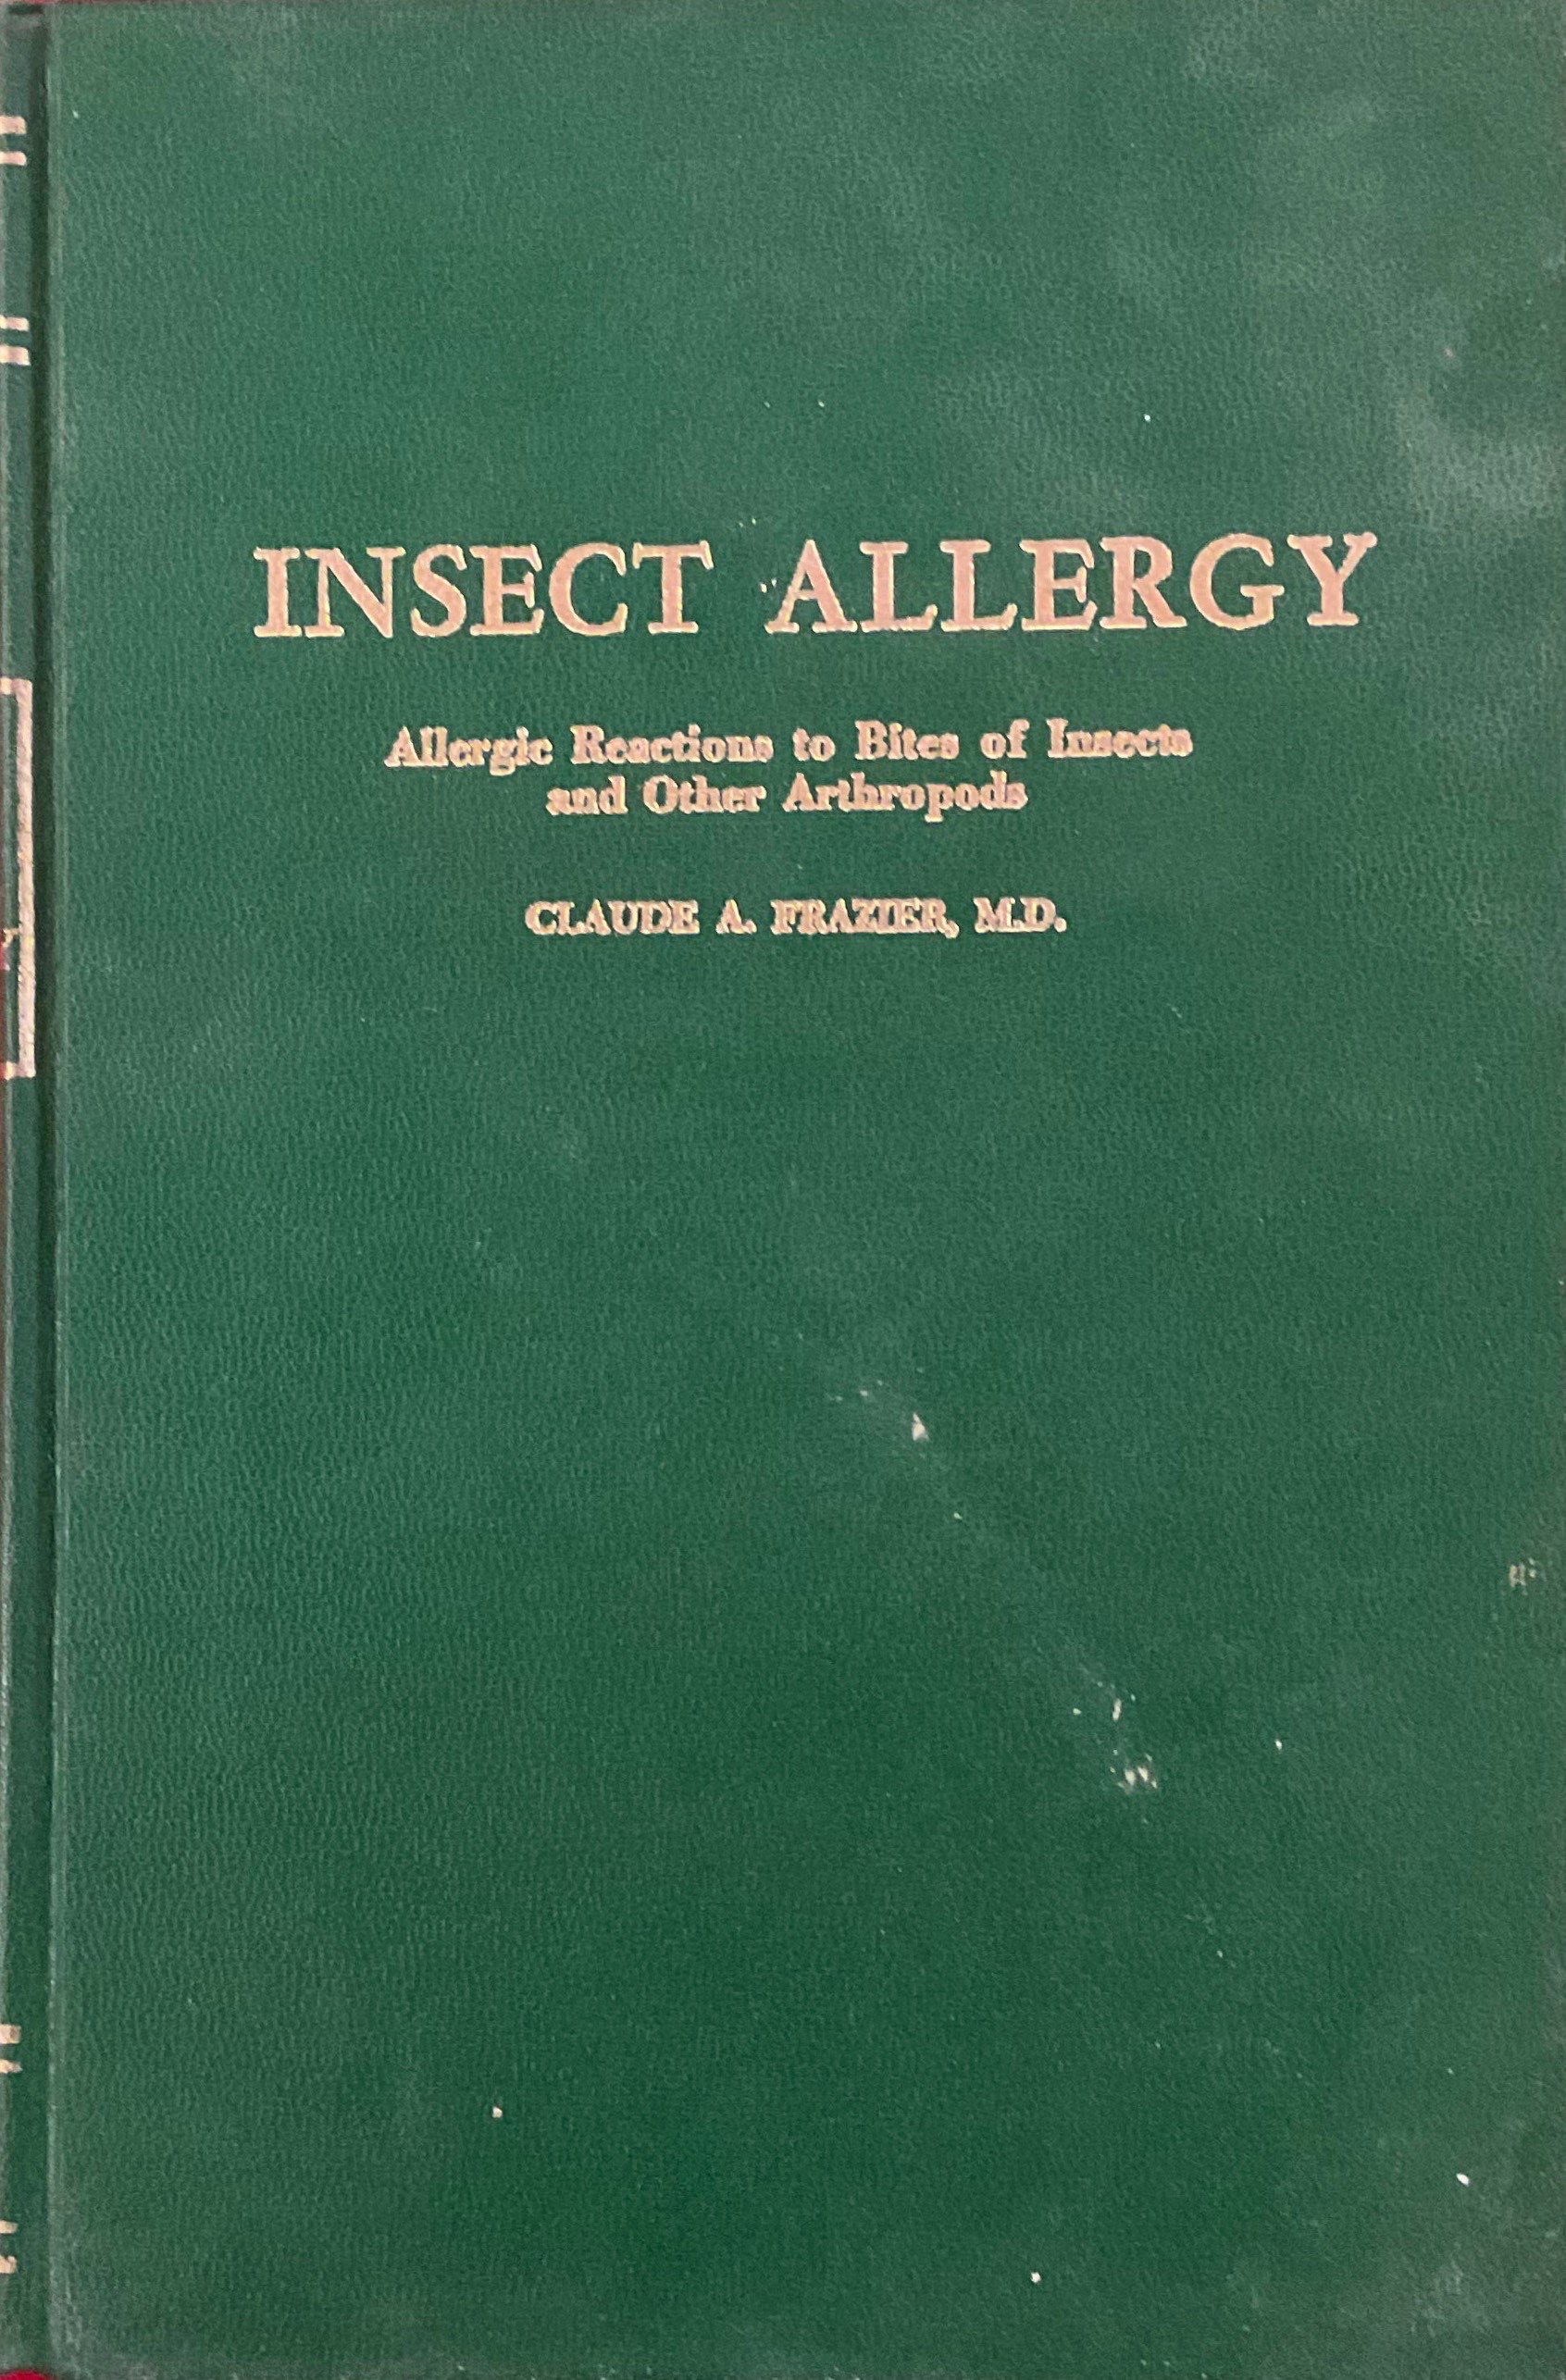 INSECT ALLERGY
Allergic Reactions to Bites of Insects
and Other Arthropods
CLAUDE A. FRAZIER, M.D.